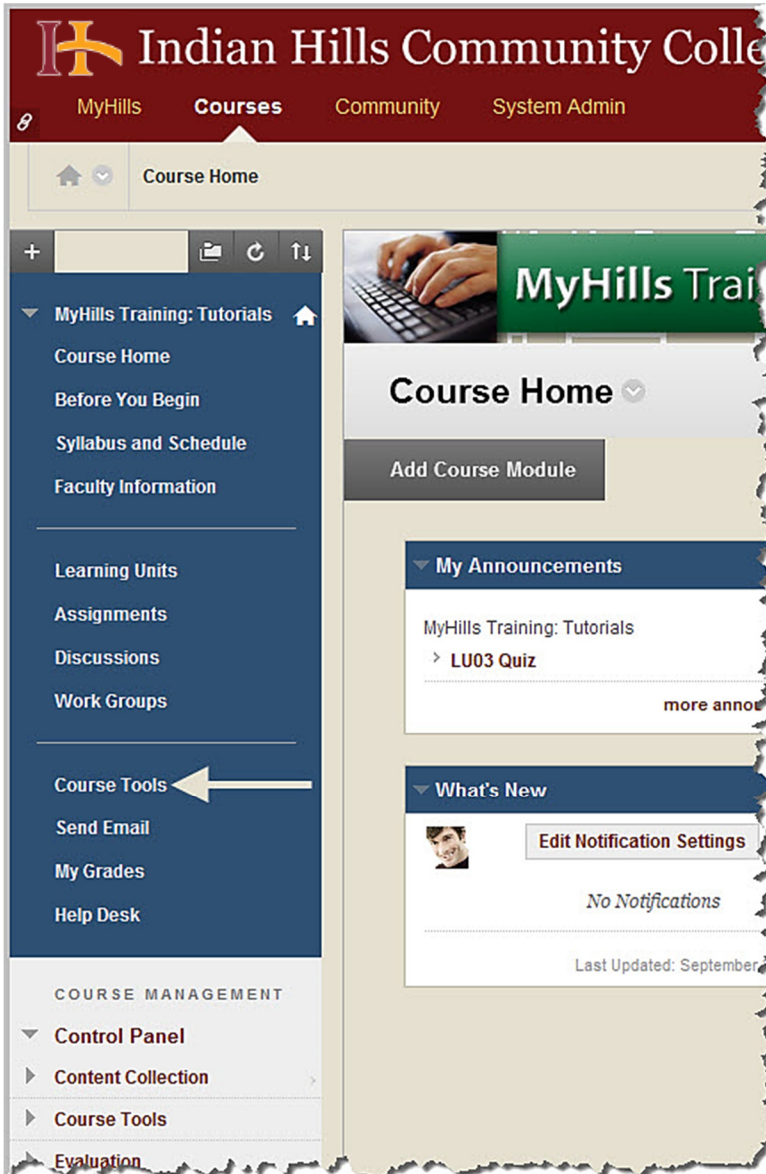 Indian Hills Community Colle
MyHills Courses Community System Admin
Course Home
MyHills Training: Tutorials
Course Home
Before You Begin
Syllabus and Schedule
Faculty Information
Learning Units
Assignments
Discussions
Work Groups
Course Tools
Send Email
My Grades
Help Desk
COURSE MANAGEMENT
Control Panel
Content Collection
Course Tools
Evaluation
MyHills Trai
Course Home
Add Course Module
My Announcements
MyHills Training: Tutorials
LU03 Quiz
more annou
What's New
Edit Notification Settings
No Notifications
Last Updated: September